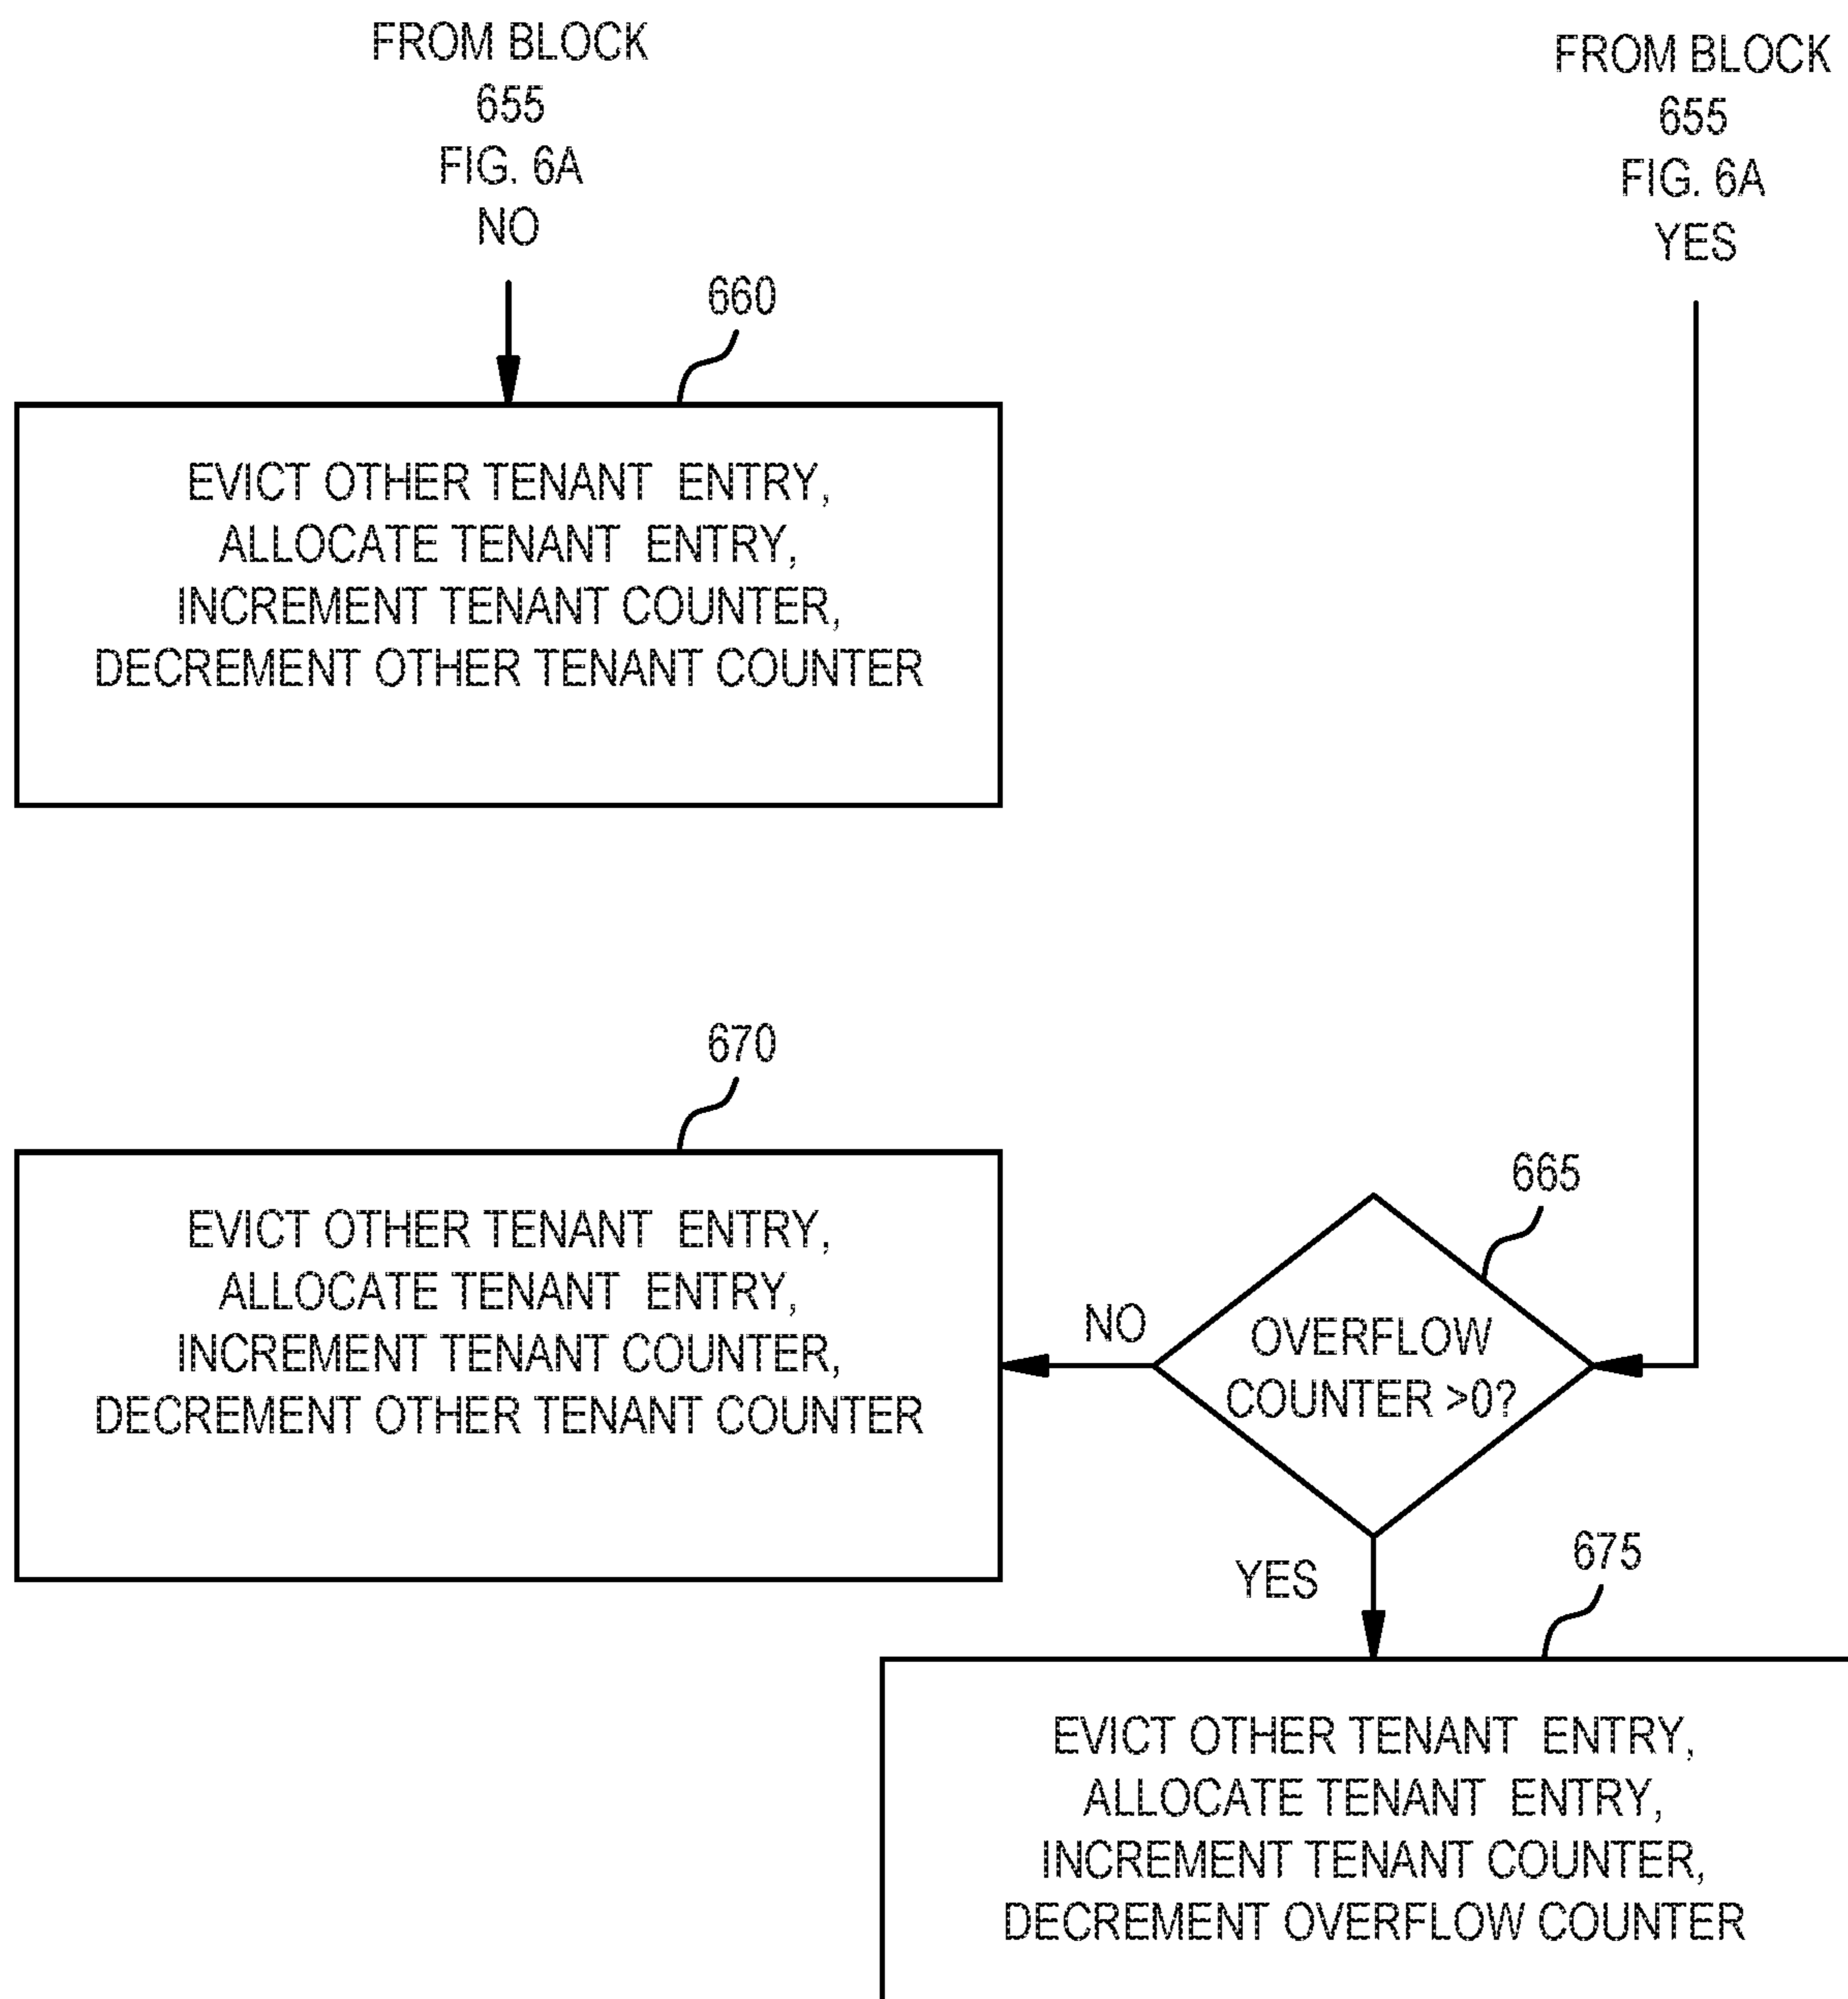 FROM BLOCK
655
FIG. 6A
NO
FROM BLOCK
655
FIG. 6A
YES
660
EVICT OTHER TENANT ENTRY,
ALLOCATE TENANT ENTRY,
INCREMENT TENANT COUNTER,
DECREMENT OTHER TENANT COUNTER
670
EVICT OTHER TENANT ENTRY,
ALLOCATE TENANT ENTRY,
INCREMENT TENANT COUNTER,
DECREMENT OTHER TENANT COUNTER
665
NO
OVERFLOW
COUNTER >0?
YES
675
EVICT OTHER TENANT ENTRY,
ALLOCATE TENANT ENTRY,
INCREMENT TENANT COUNTER,
DECREMENT OVERFLOW COUNTER